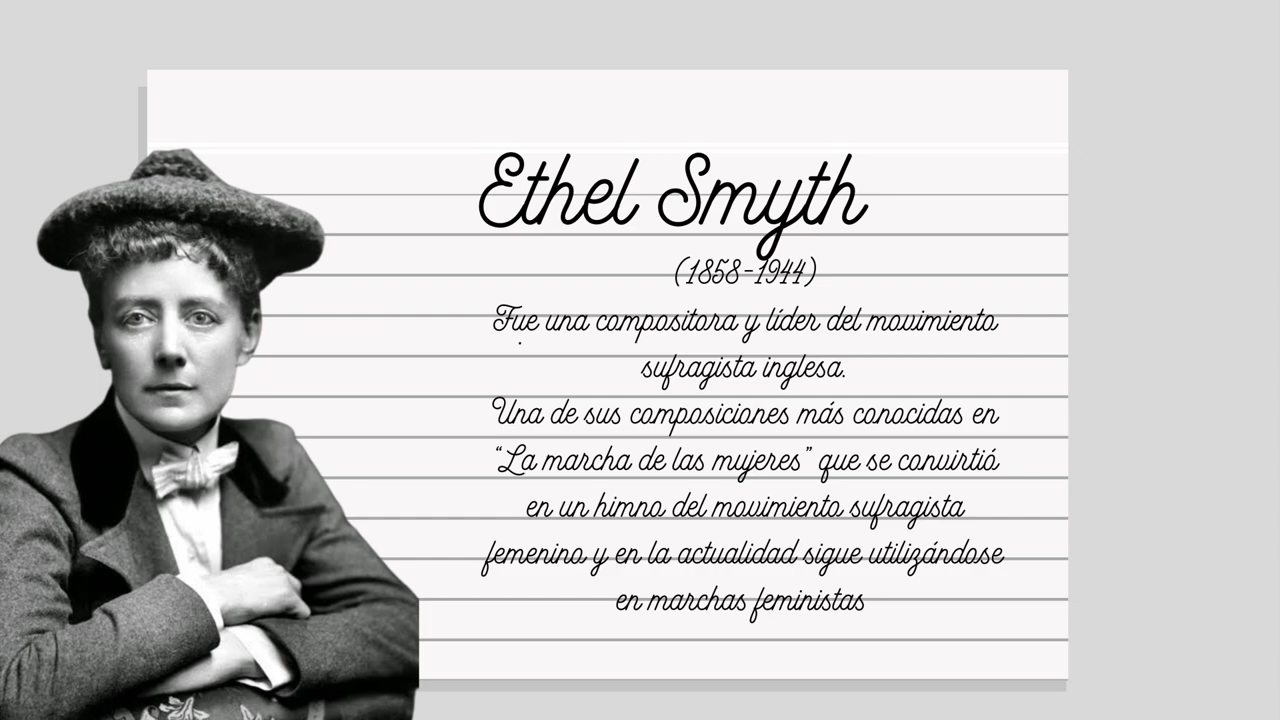 Ethel Smyth
(1858-1944)
Fue una compositora y líder del movimiento
sufragista inglesa.
Una de sus composiciones más conocidas en
“La marcha de las mujeres” que se convirtió
en un himno del movimiento sufragista
femenino y en la actualidad sigue utilizándose
en marchas feministas